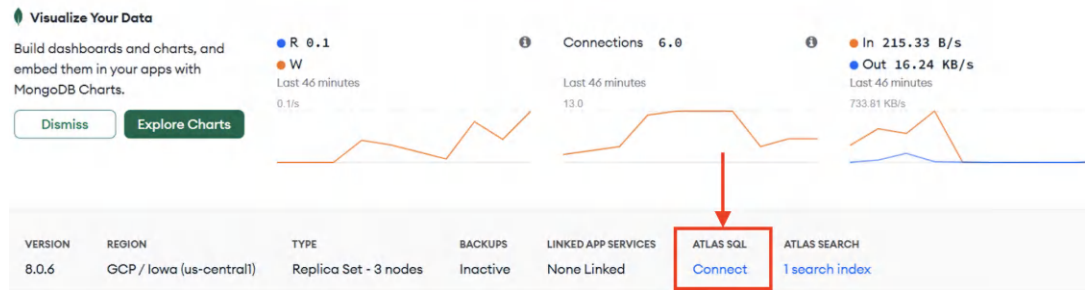 Visualize Your Data
Build dashboards and charts, and
embed them in your apps with
MongoDB Charts.
Dismiss
Explore Charts
R 0.1
W
Last 46 minutes
0.1/s
Connections 6.0
Last 46 minutes
13.0
In 215.33 B/s
Out 16.24 KB/s
Last 46 minutes
733.81 KB/s
VERSION REGION TYPE BACKUPS LINKED APP SERVICES ATLAS SQL ATLAS SEARCH
8.0.6 GCP / Iowa (us-central1) Replica Set - 3 nodes Inactive None Linked Connect 1 search index